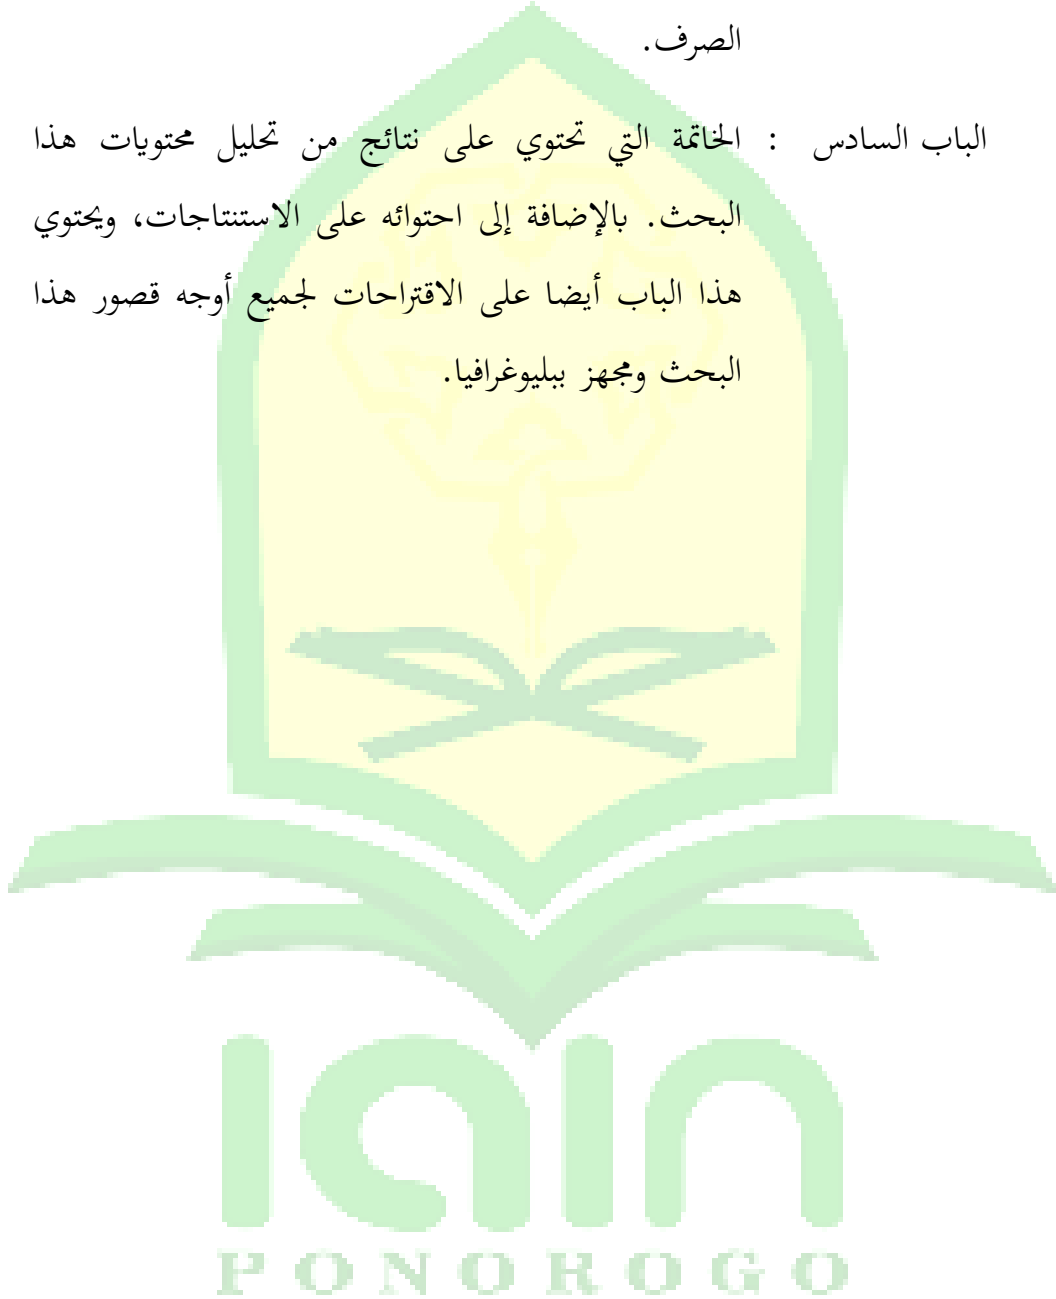 الصرف.
الباب السادس : الخاتمة التي تحتوي على نتائج من تحليل محتويات هذا
البحث. بالإضافة إلى احتوائه على الاستنتاجات، ويحتوي
هذا الباب أيضا على الاقتراحات لجميع أوجه قصور هذا
البحث ومجهز ببليوغرافيا.
iain
PONOROGO